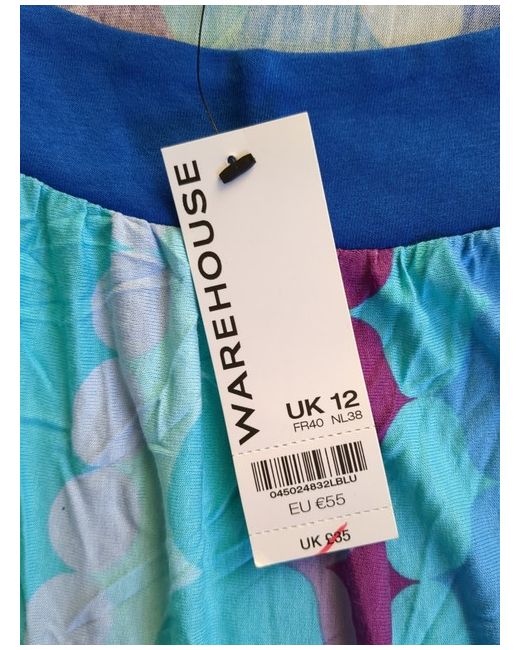 WAREHOUSE
UK 12
FR40 NL38
045024832LBLU
EU €55
UK £35